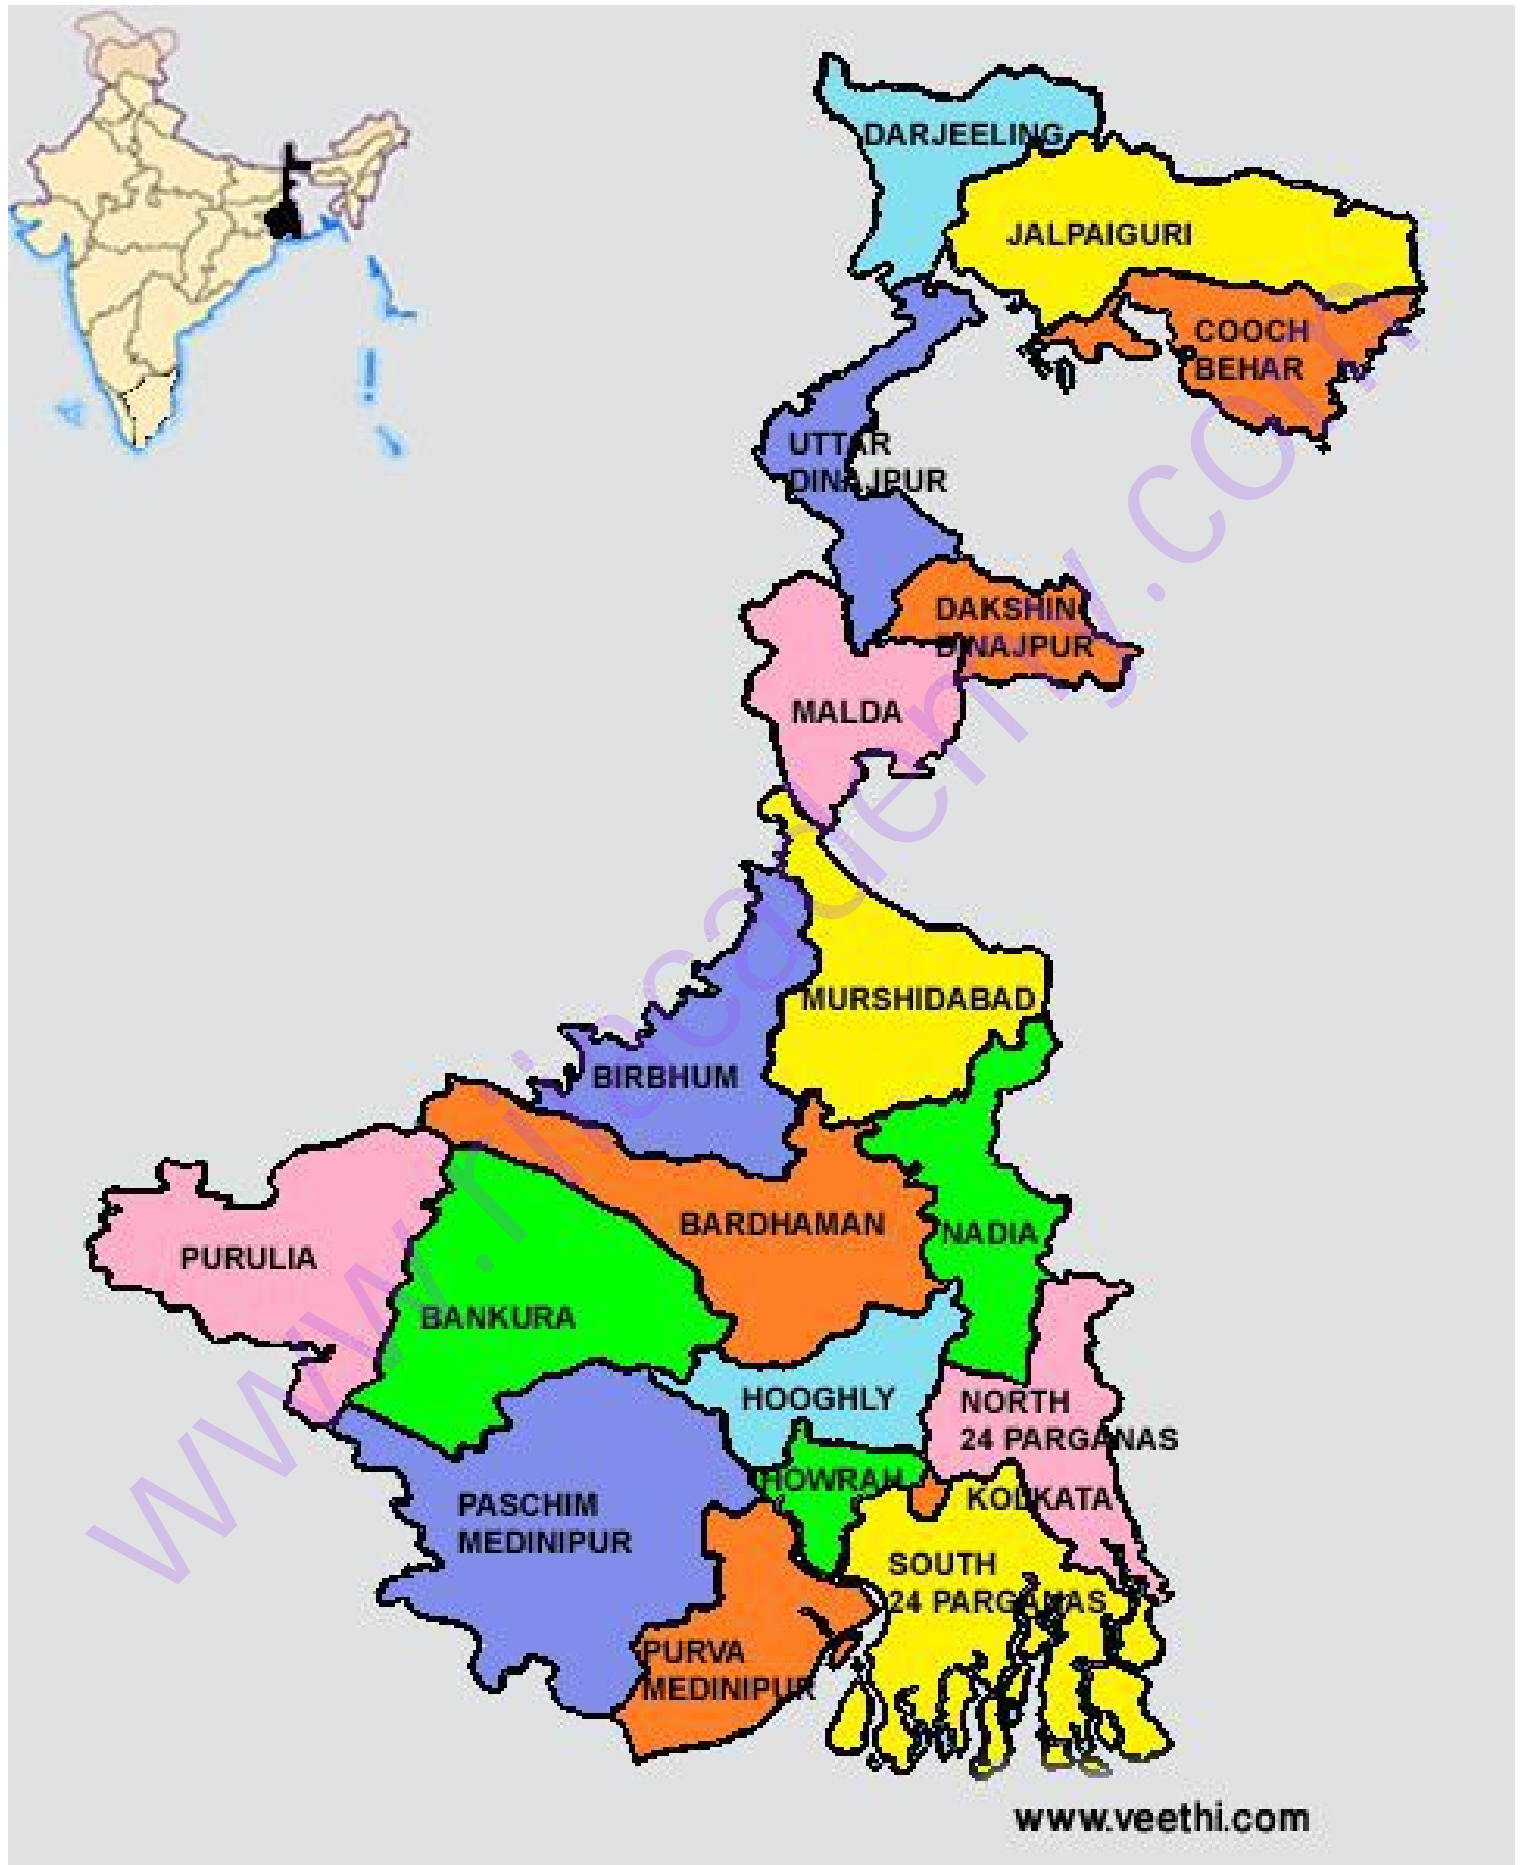 DARJEELING
JALPAIGURI
COOCH
BEHAR
UTTAR
DINAJPUR
DAKSHIN
DINAJPUR
MALDA
MURSHIDABAD
BIRBHUM
BARDHAMAN
NADIA
PURULIA
BANKURA
HOOGHLY
NORTH
24 PARGANAS
HOWRAH
KOLKATA
PASCHIM
MEDINIPUR
SOUTH
24 PARGANAS
PURVA
MEDINIPUR
www.veethi.com